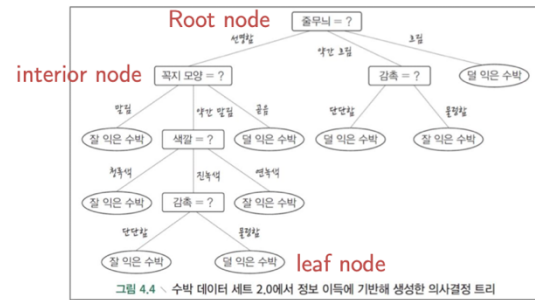 Root node
줄무늬 = ?
선명함
약간 흐림
흐림
interior node
꼭지 모양 = ?
감촉 = ?
덜 익은 수박
말림
약간 말림
곧음
단단함
물렁함
잘 익은 수박
색깔 = ?
덜 익은 수박
덜 익은 수박
잘 익은 수박
청록색
진녹색
연녹색
잘 익은 수박
감촉 = ?
잘 익은 수박
단단함
물렁함
잘 익은 수박
덜 익은 수박
leaf node
그림 4.4 \ 수박 데이터 세트 2.0에서 정보 이득에 기반해 생성한 의사결정 트리